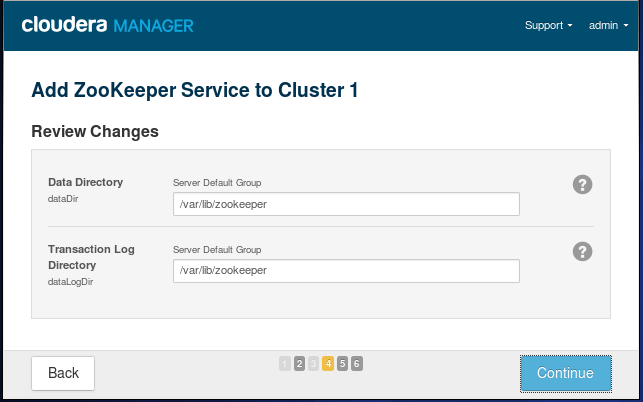 cloudera MANAGER
Support
admin
Add ZooKeeper Service to Cluster 1
Review Changes
Data Directory
dataDir
Server Default Group
/var/lib/zookeeper
?
Transaction Log
Directory
dataLogDir
Server Default Group
/var/lib/zookeeper
?
Back
1 2 3 4 5 6
Continue